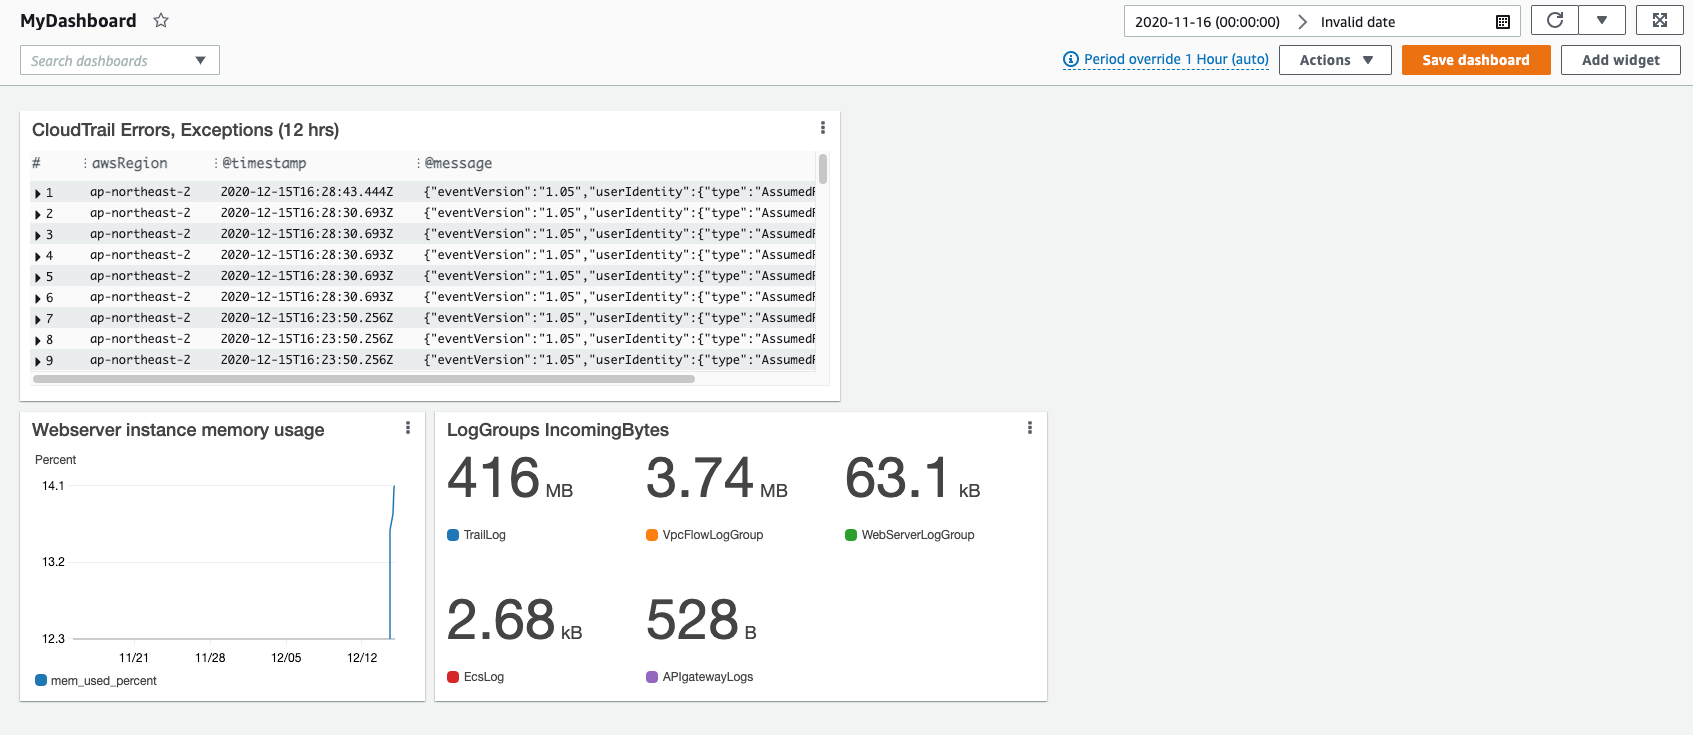 MyDashboard
2020-11-16 (00:00:00) Invalid date
Search dashboards
Period override 1 Hour (auto)
Actions
Save dashboard
Add widget
CloudTrail Errors, Exceptions (12 hrs)
# awsRegion @timestamp @message
1 ap-northeast-2 2020-12-15T16:28:43.444Z {"eventVersion":"1.05","userIdentity":{"type":"Assumed
2 ap-northeast-2 2020-12-15T16:28:30.693Z {"eventVersion":"1.05","userIdentity":{"type":"Assumed
3 ap-northeast-2 2020-12-15T16:28:30.693Z {"eventVersion":"1.05","userIdentity":{"type":"Assumed
4 ap-northeast-2 2020-12-15T16:28:30.693Z {"eventVersion":"1.05","userIdentity":{"type":"Assumed
5 ap-northeast-2 2020-12-15T16:28:30.693Z {"eventVersion":"1.05","userIdentity":{"type":"Assumed
6 ap-northeast-2 2020-12-15T16:28:30.693Z {"eventVersion":"1.05","userIdentity":{"type":"Assumed
7 ap-northeast-2 2020-12-15T16:23:50.256Z {"eventVersion":"1.05","userIdentity":{"type":"Assumed
8 ap-northeast-2 2020-12-15T16:23:50.256Z {"eventVersion":"1.05","userIdentity":{"type":"Assumed
9 ap-northeast-2 2020-12-15T16:23:50.256Z {"eventVersion":"1.05","userIdentity":{"type":"Assumed
Webserver instance memory usage
Percent
14.1
13.2
12.3
11/21 11/28 12/05 12/12
mem_used_percent
LogGroups IncomingBytes
416 MB 3.74 MB 63.1 kB
TrailLog VpcFlowLogGroup WebServerLogGroup
2.68 kB 528 B
EcsLog APIgatewayLogs